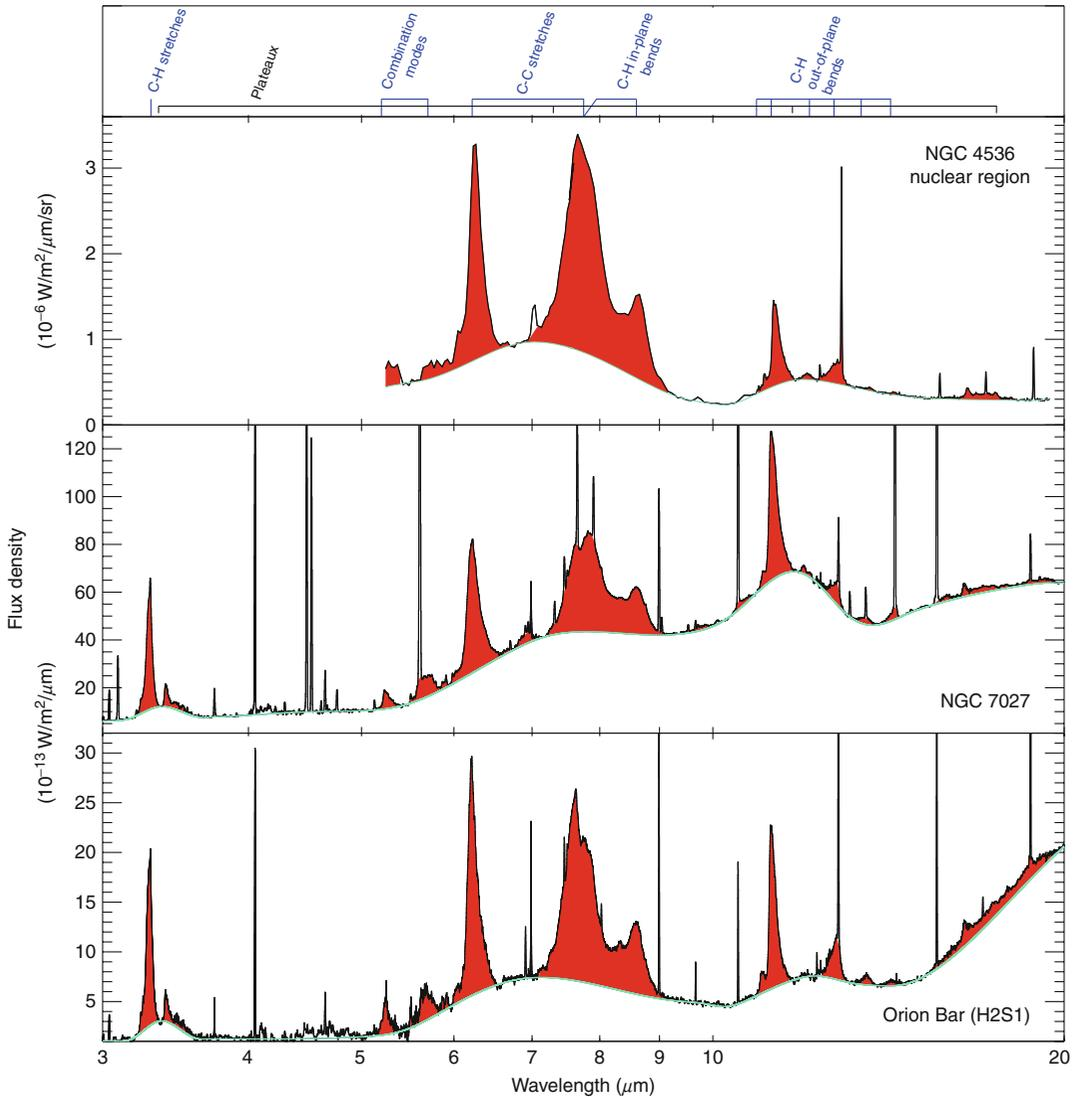 C-H stretches
Plateaux
Combination
modes
C-C stretches
C-H in-plane
bends
C-H
out-of-plane
bends
NGC 4536
nuclear region
3
2
1
0
(10⁻⁶ W/m²/μm/sr)
120
100
80
60
40
20
NGC 7027
Flux density
(10⁻¹³ W/m²/μm)
30
25
20
15
10
5
Orion Bar (H2S1)
3 4 5 6 7 8 9 10 20
Wavelength (μm)